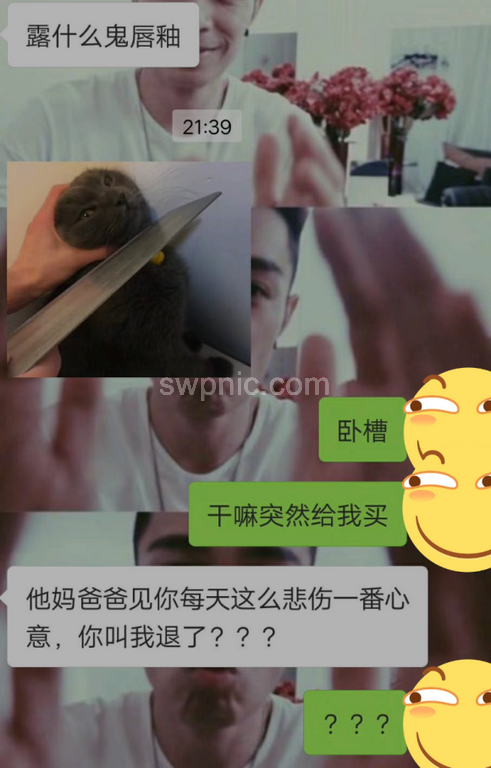 露什么鬼唇釉
21:39
swpnic.com
卧槽
干嘛突然给我买
他妈爸爸见你每天这么悲伤一番心
意，你叫我退了？？？
？？？